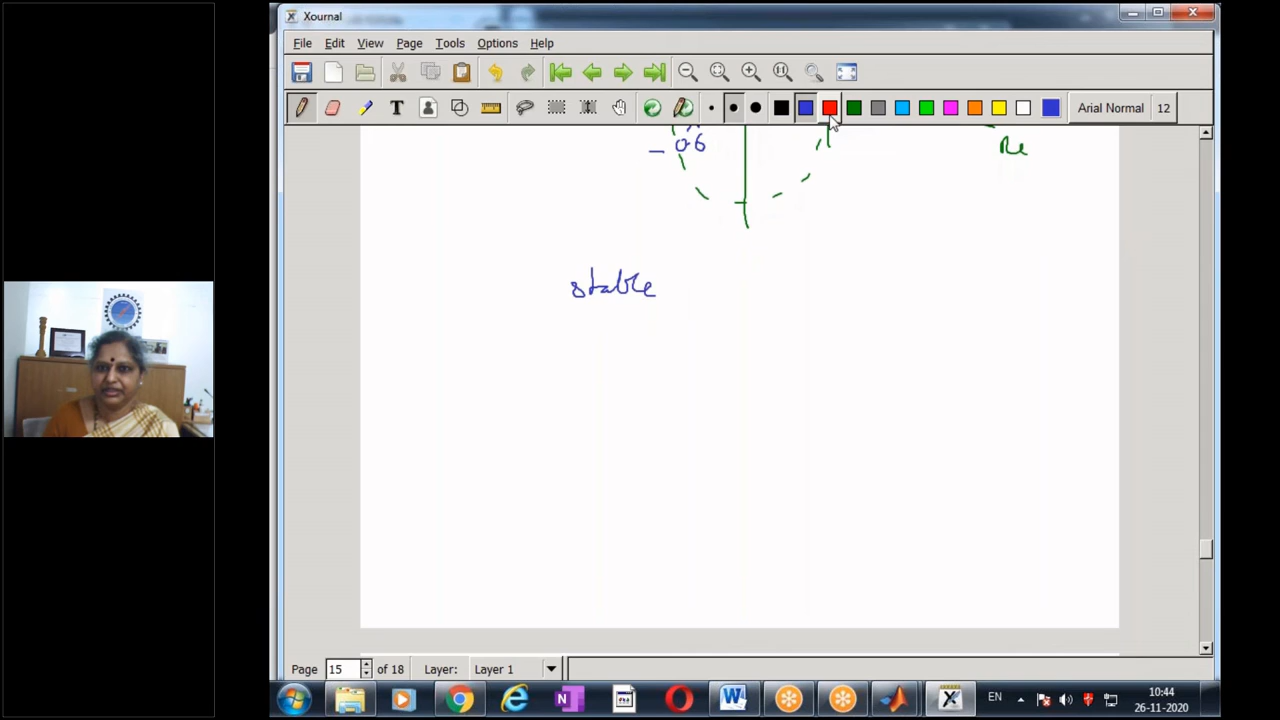 Xournal
File Edit View Page Tools Options Help
Arial Normal 12
- 0.6
Re
stable
Page 15 of 18 Layer: Layer 1
EN
10:44
26-11-2020